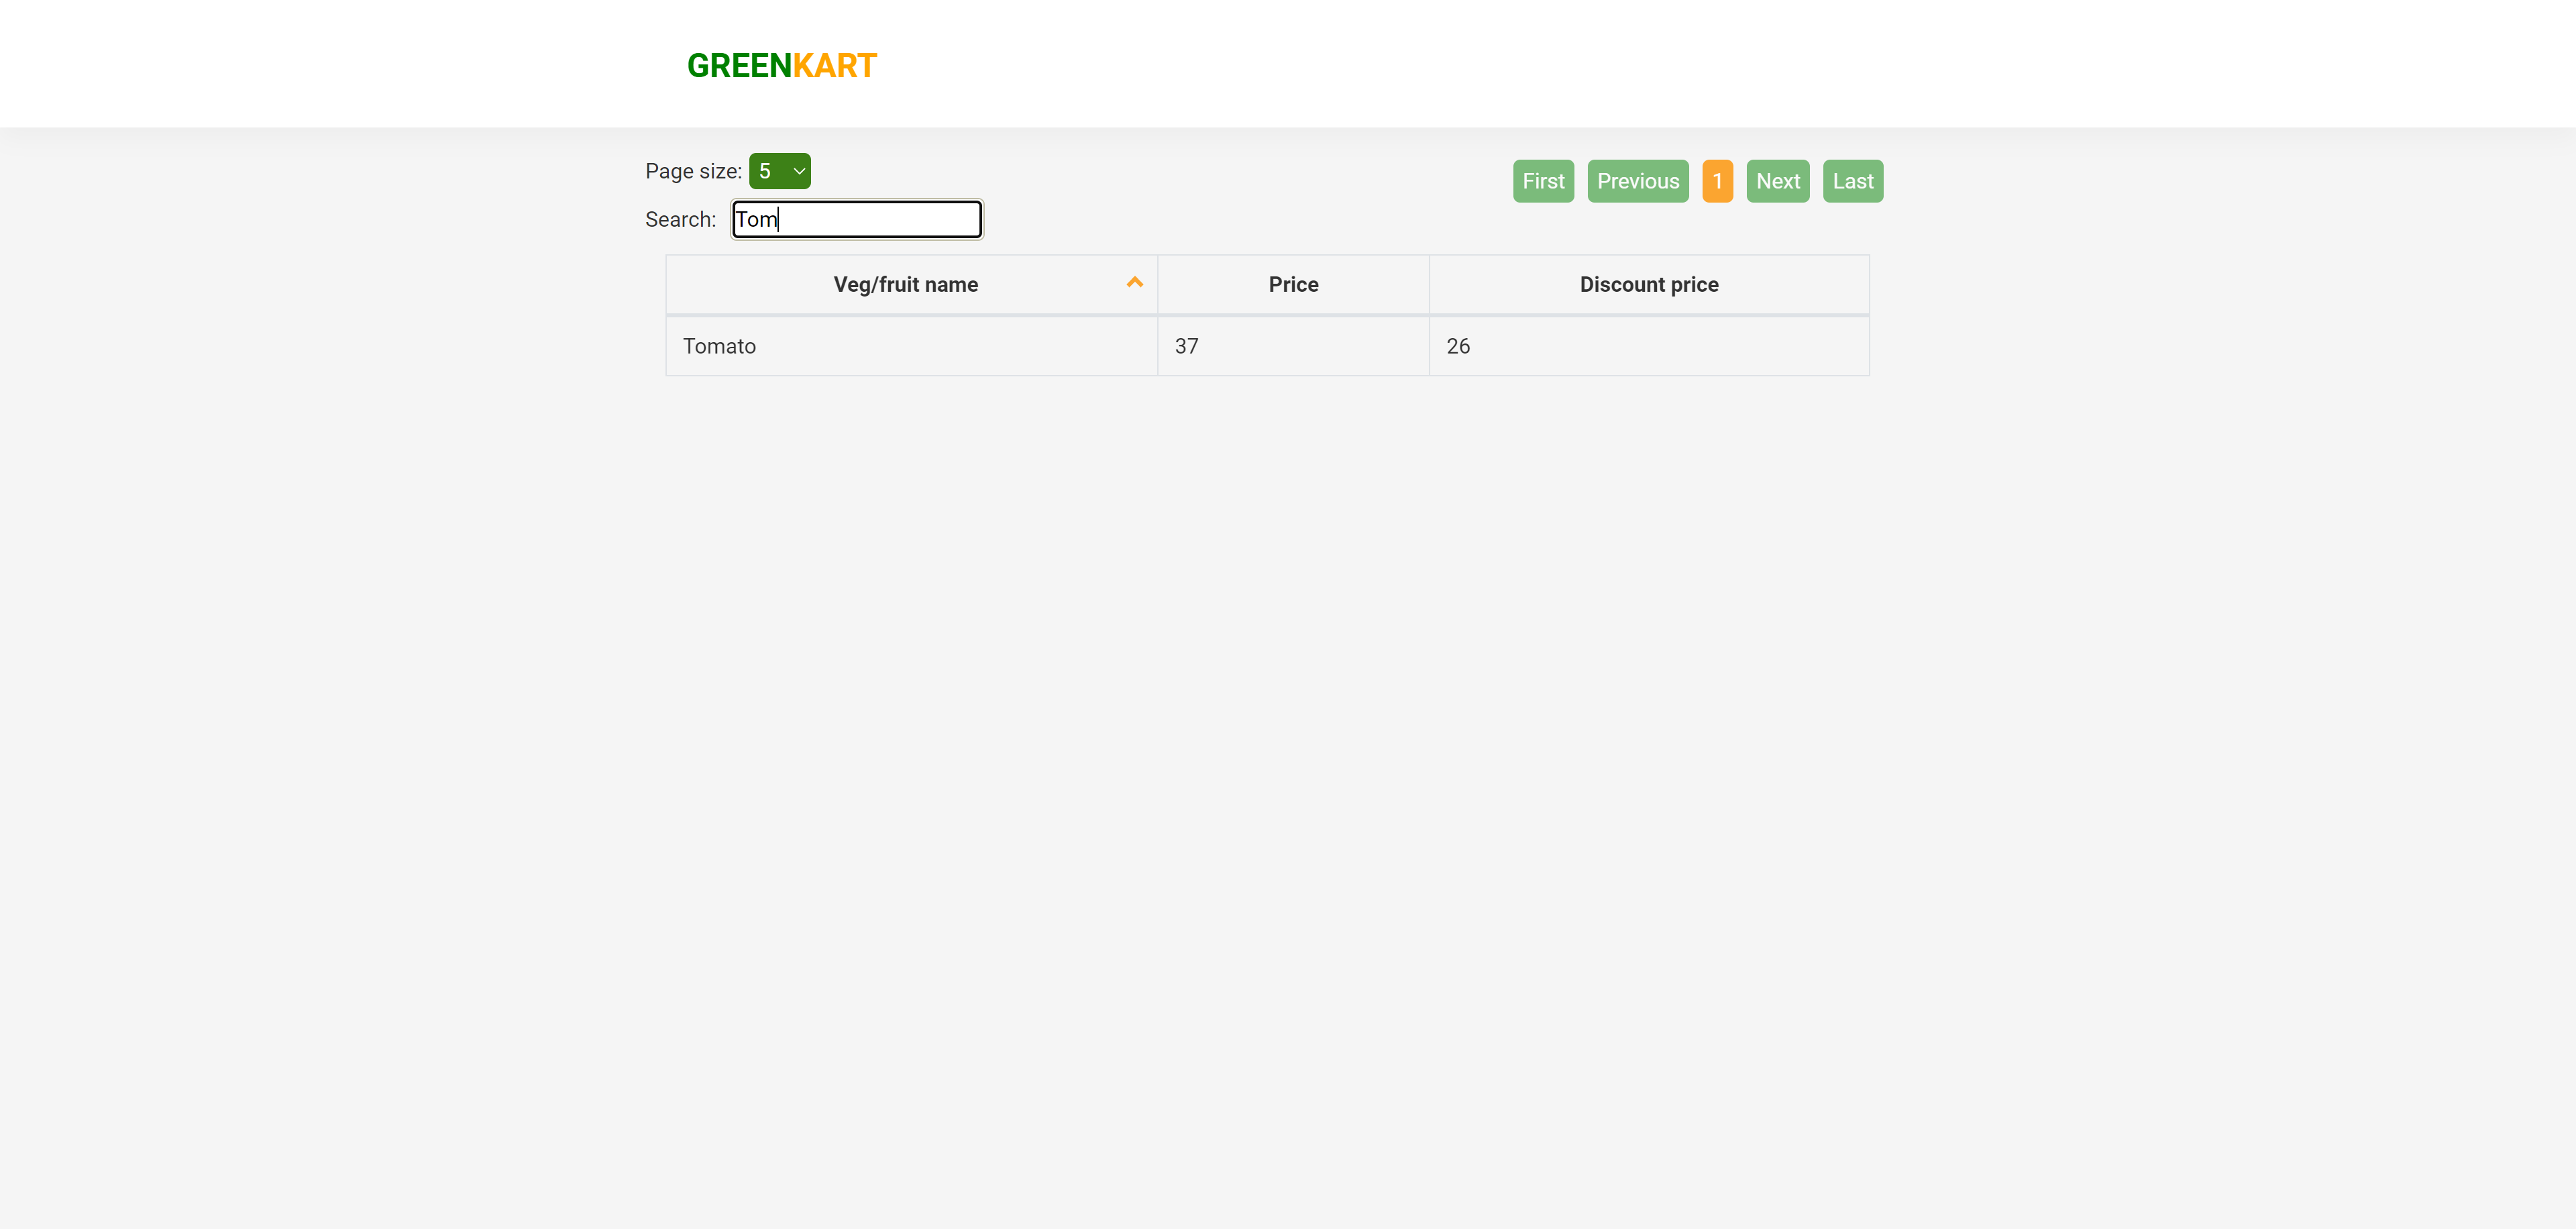 GREENKART
Page size: 5
First Previous 1 Next Last
Search: Tom
Veg/fruit name Price Discount price
Tomato 37 26